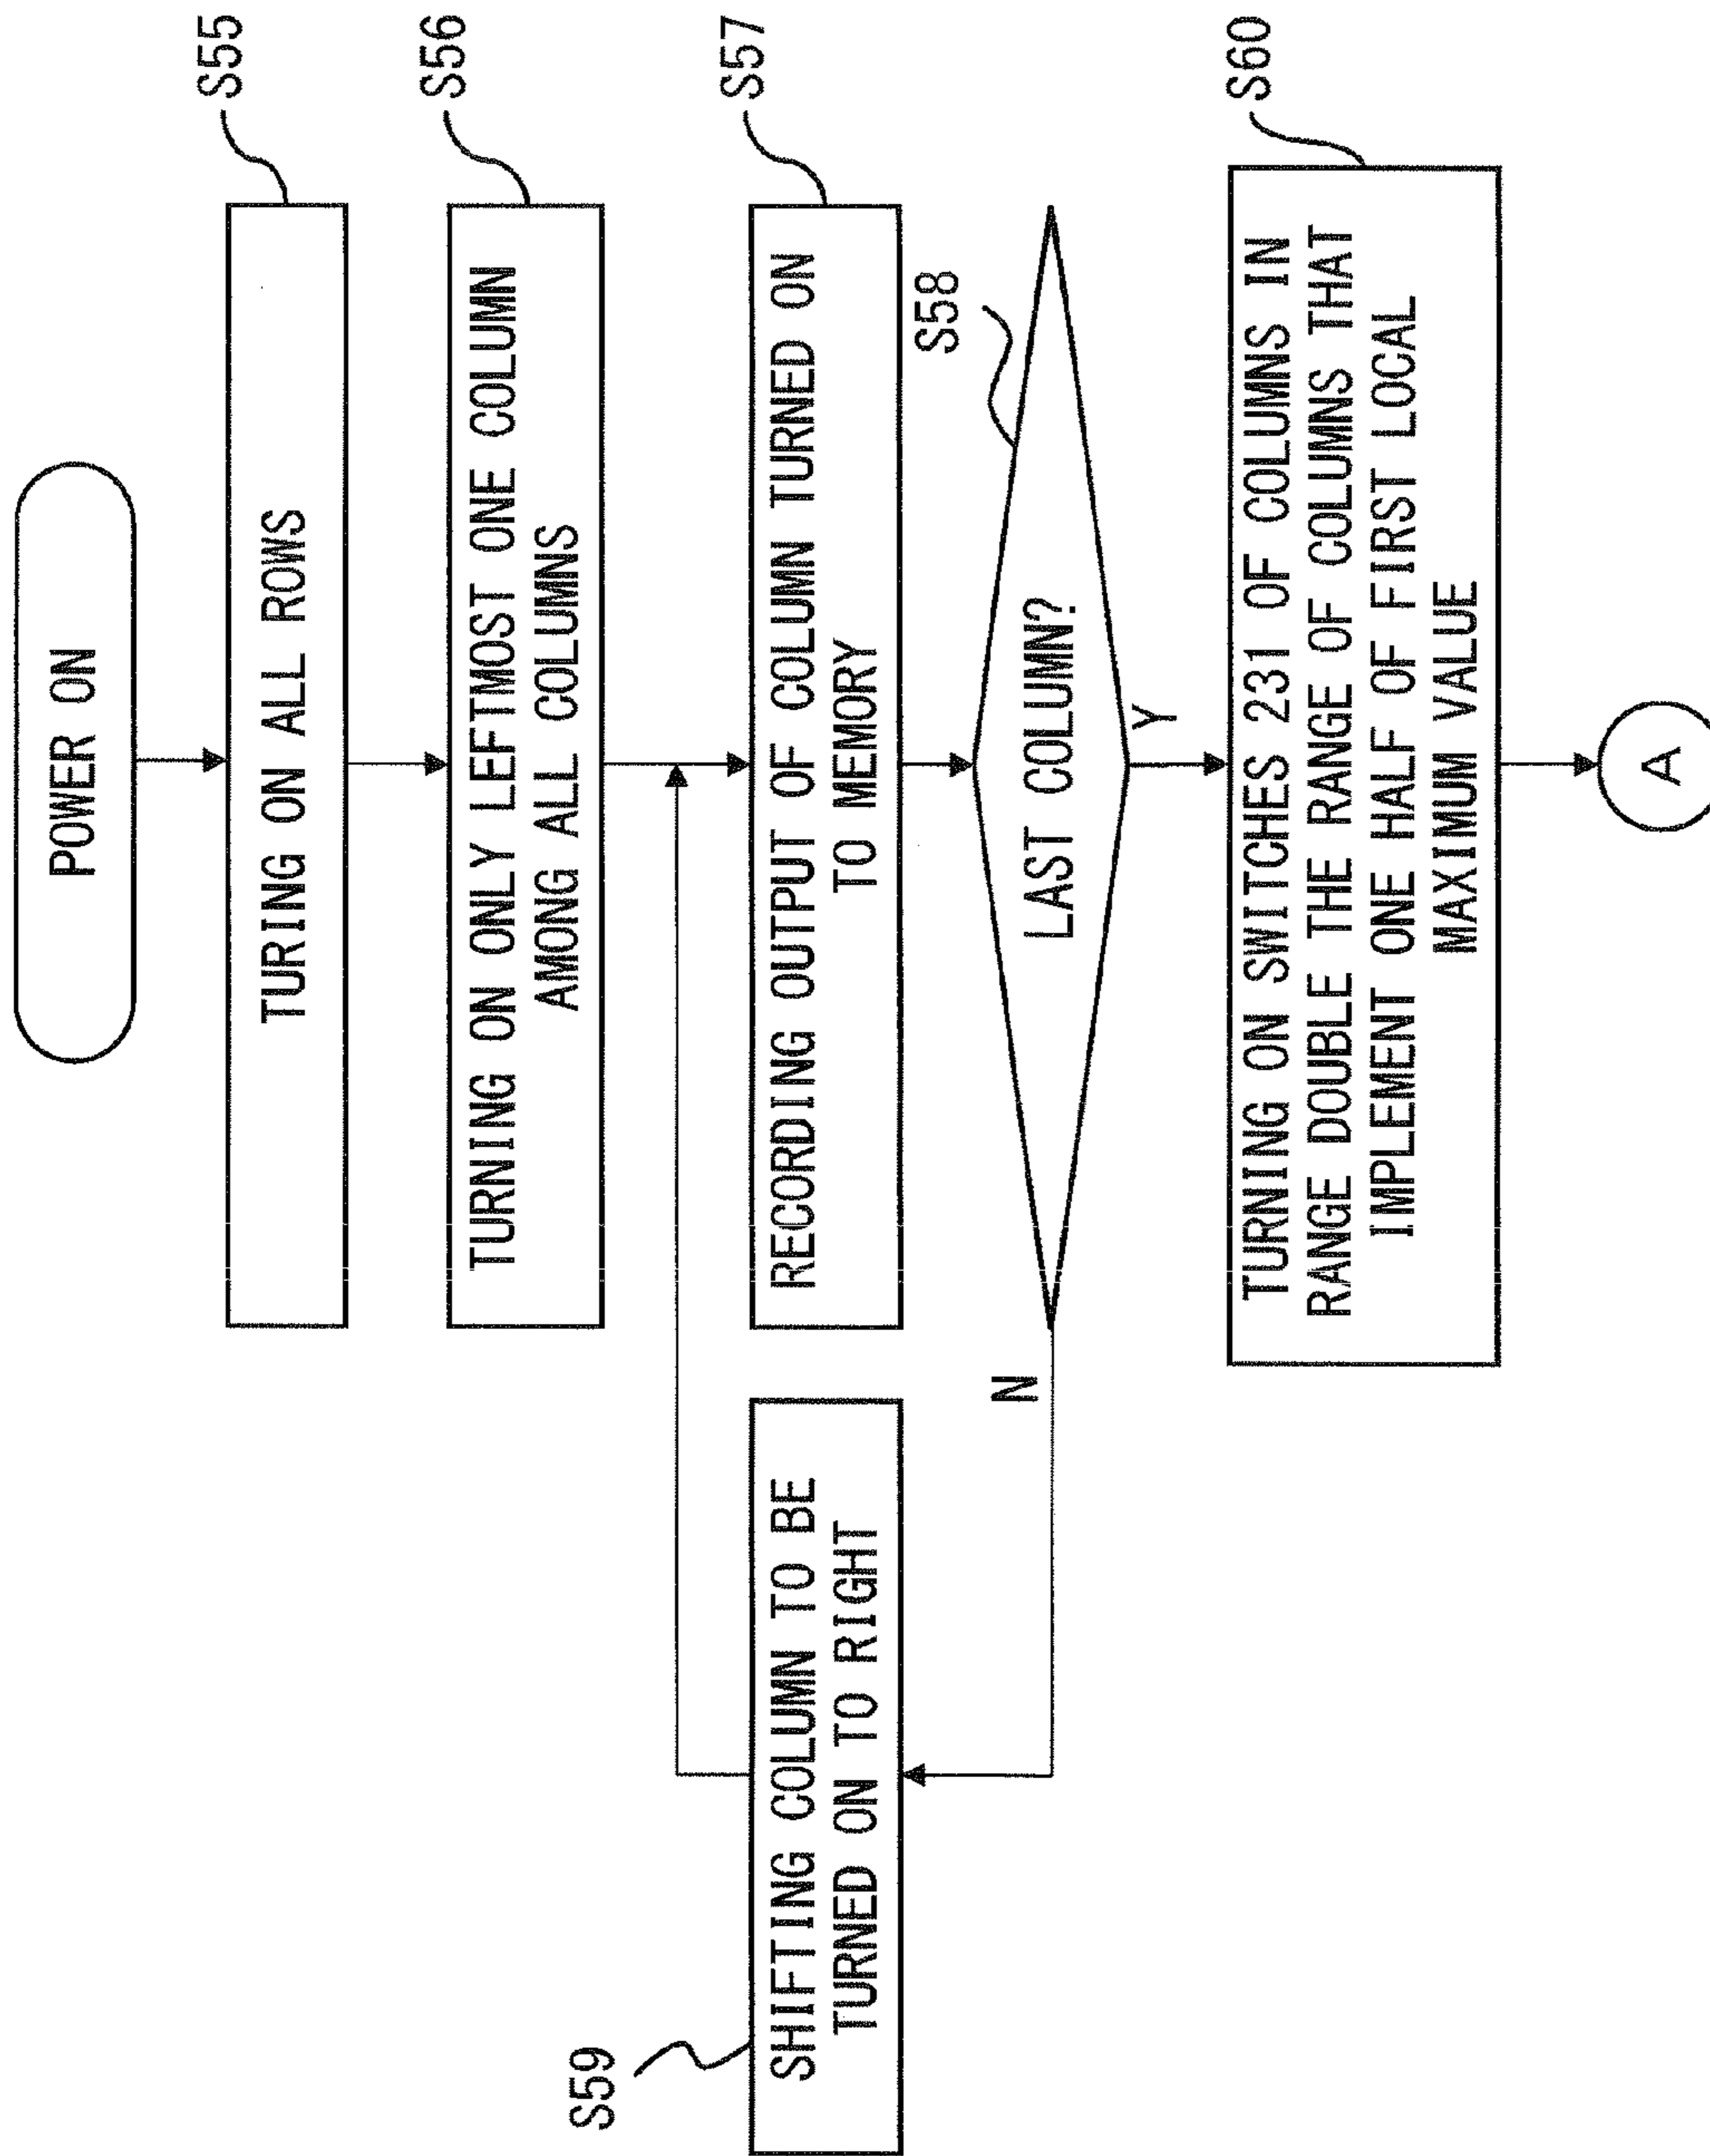 POWER ON
S55
TURING ON ALL ROWS
S56
TURNING ON ONLY LEFTMOST ONE COLUMN
AMONG ALL COLUMNS
S57
RECORDING OUTPUT OF COLUMN TURNED ON
TO MEMORY
S58
LAST COLUMN?
N
Y
S59
SHIFTING COLUMN TO BE
TURNED ON TO RIGHT
S60
TURNING ON SWITCHES 231 OF COLUMNS IN
RANGE DOUBLE THE RANGE OF COLUMNS THAT
IMPLEMENT ONE HALF OF FIRST LOCAL
MAXIMUM VALUE
A